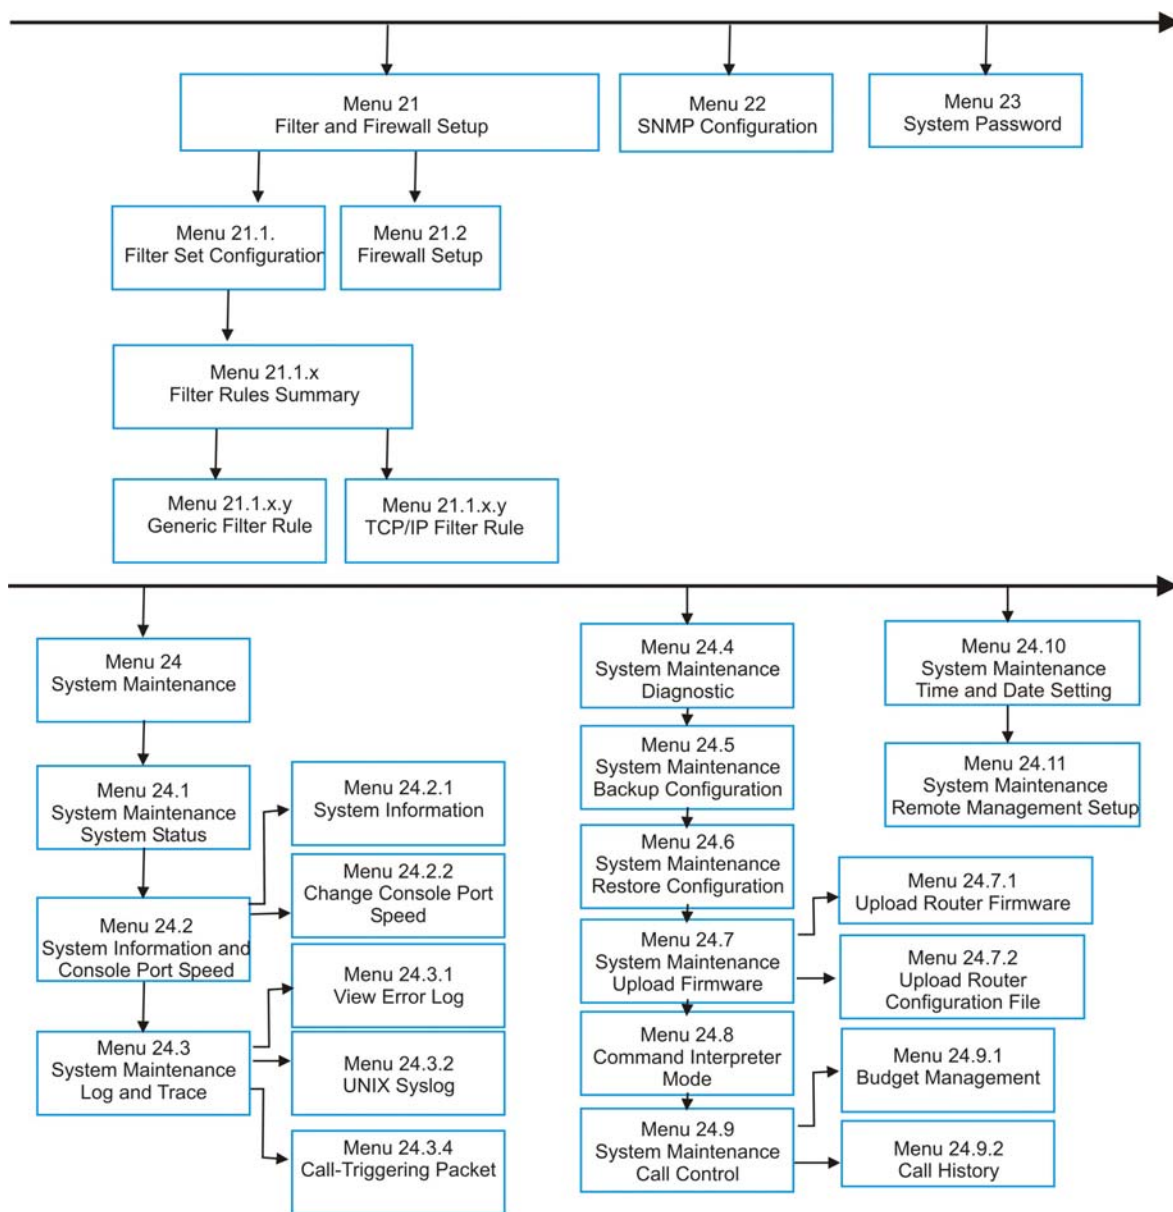 Menu 21
Filter and Firewall Setup
Menu 22
SNMP Configuration
Menu 23
System Password
Menu 21.1.
Filter Set Configuration
Menu 21.2
Firewall Setup
Menu 21.1.x
Filter Rules Summary
Menu 21.1.x.y
Generic Filter Rule
Menu 21.1.x.y
TCP/IP Filter Rule
Menu 24
System Maintenance
Menu 24.1
System Maintenance
System Status
Menu 24.2
System Information and
Console Port Speed
Menu 24.3
System Maintenance
Log and Trace
Menu 24.2.1
System Information
Menu 24.2.2
Change Console Port
Speed
Menu 24.3.1
View Error Log
Menu 24.3.2
UNIX Syslog
Menu 24.3.4
Call-Triggering Packet
Menu 24.4
System Maintenance
Diagnostic
Menu 24.5
System Maintenance
Backup Configuration
Menu 24.6
System Maintenance
Restore Configuration
Menu 24.7
System Maintenance
Upload Firmware
Menu 24.8
Command Interpreter
Mode
Menu 24.9
System Maintenance
Call Control
Menu 24.10
System Maintenance
Time and Date Setting
Menu 24.11
System Maintenance
Remote Management Setup
Menu 24.7.1
Upload Router Firmware
Menu 24.7.2
Upload Router
Configuration File
Menu 24.9.1
Budget Management
Menu 24.9.2
Call History